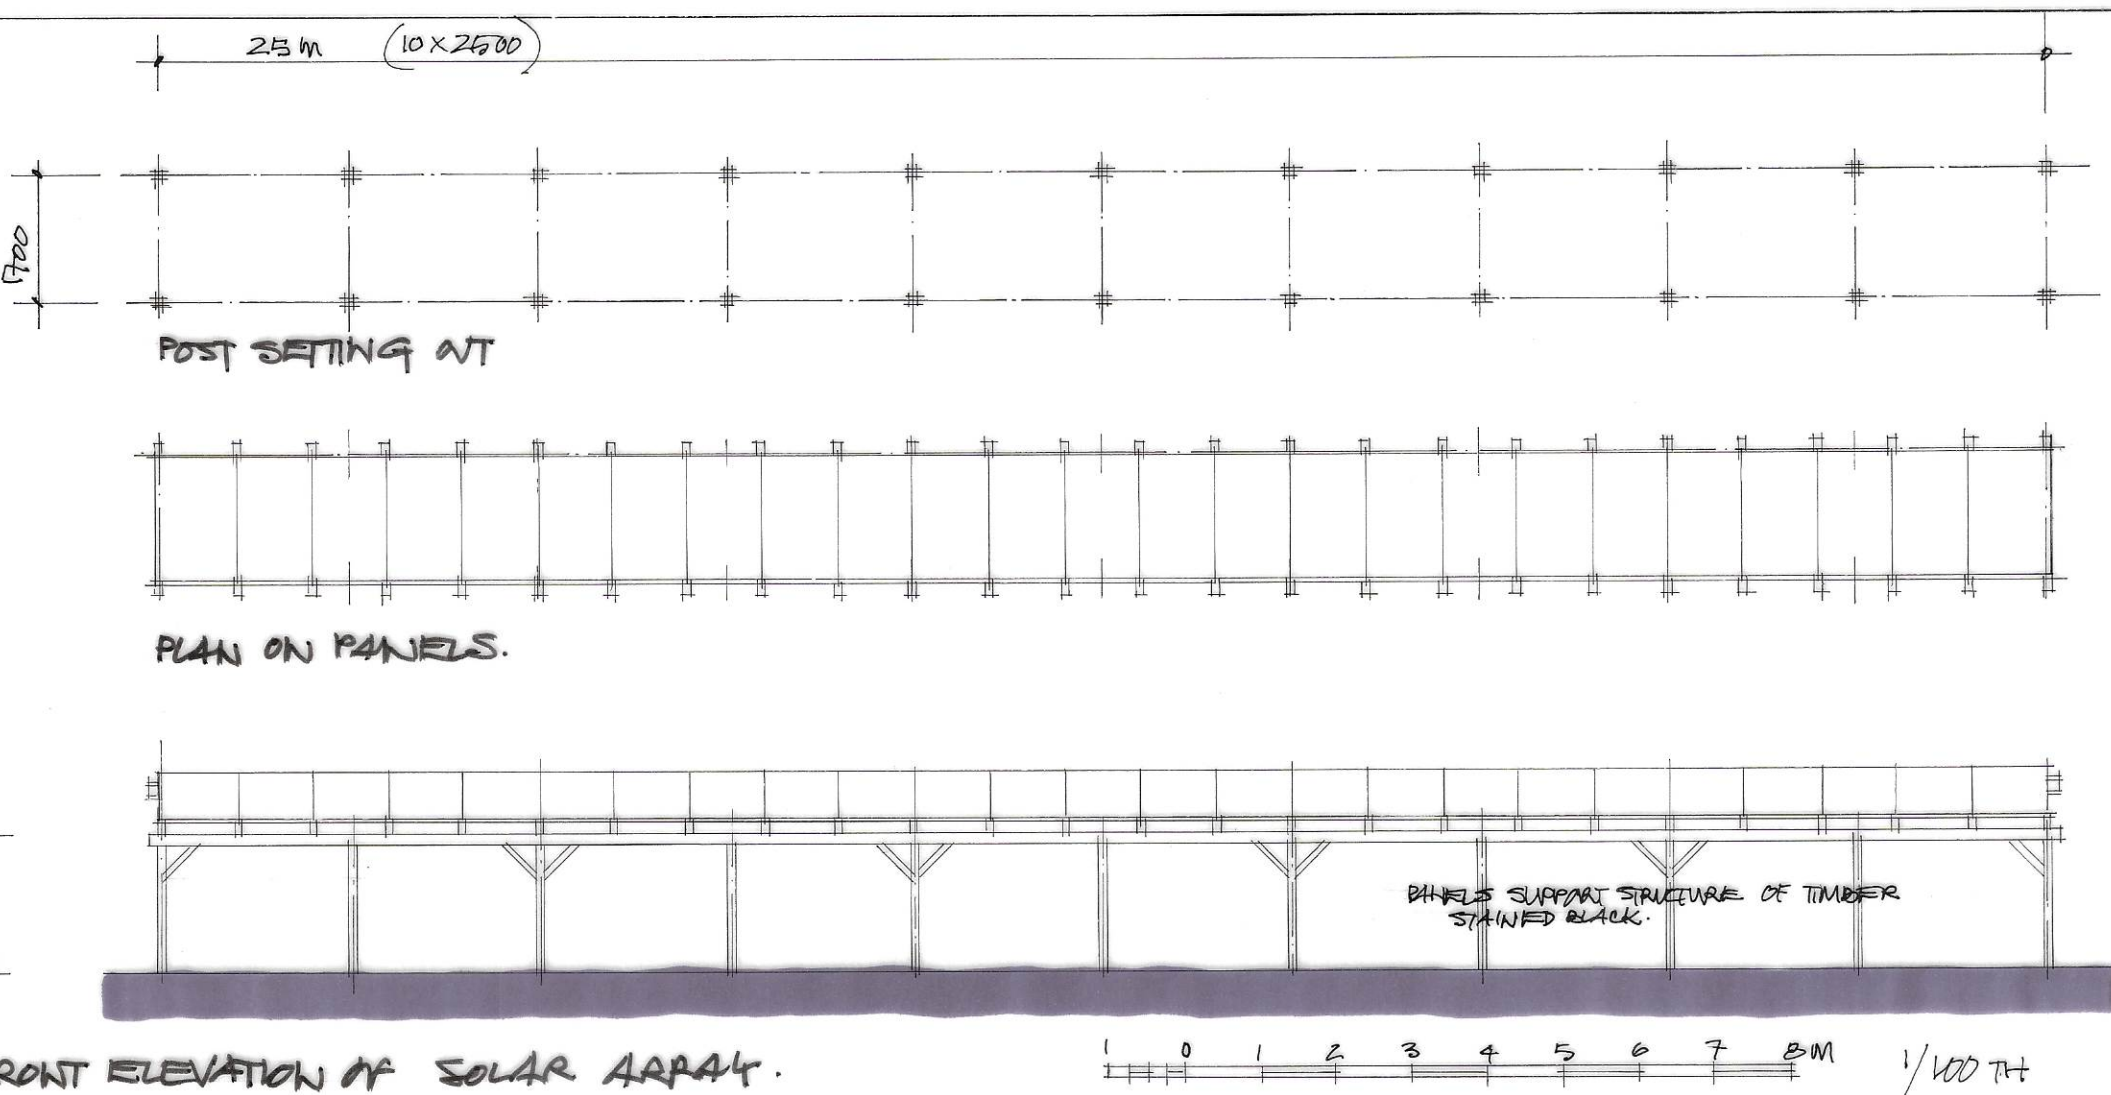 25m (10 x 2500)
1700
POST SETTING OUT
PLAN ON PANELS.
PANELS SUPPORT STRUCTURE OF TIMBER
STAINED BLACK.
RONT ELEVATION OF SOLAR ARRAY.
1 0 1 2 3 4 5 6 7 8M
1/100 TH